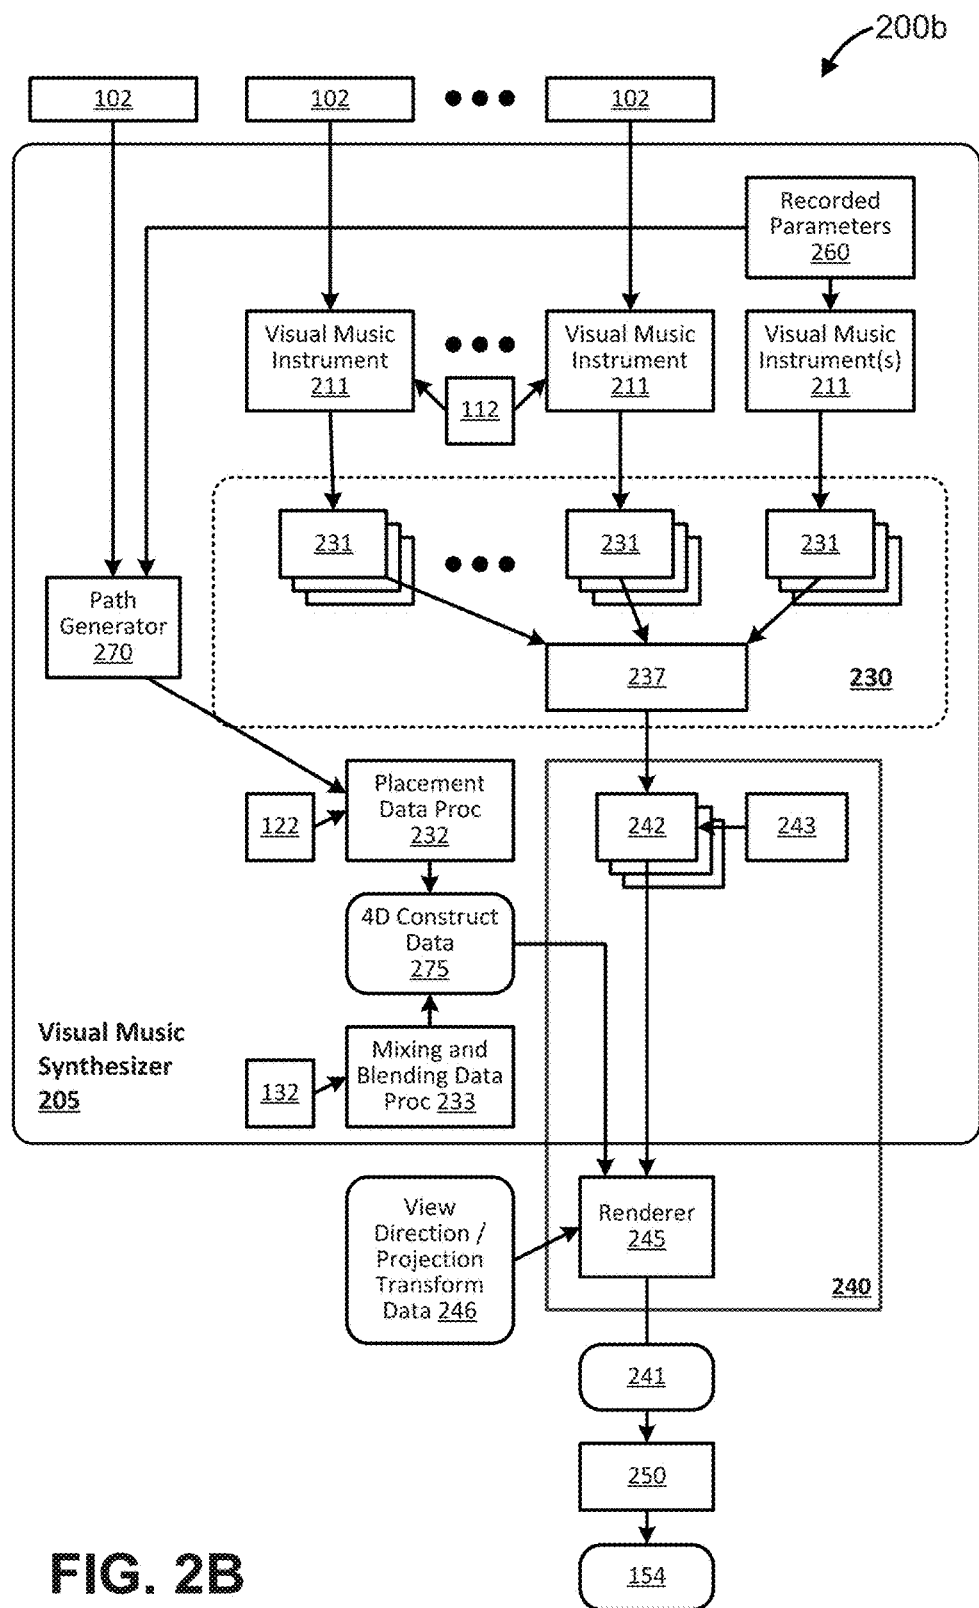 200b
102
102
102
Recorded
Parameters
260
Visual Music
Instrument
211
Visual Music
Instrument
211
Visual Music
Instrument(s)
211
112
231
231
231
Path
Generator
270
237
230
Placement
Data Proc
232
122
242
243
4D Construct
Data
275
Visual Music
Synthesizer
205
132
Mixing and
Blending Data
Proc 233
View
Direction /
Projection
Transform
Data 246
Renderer
245
240
241
250
154
FIG. 2B